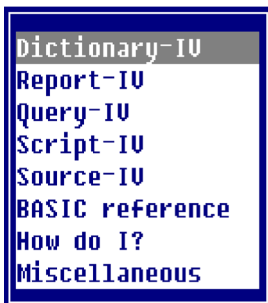 Dictionary-IV
Report-IV
Query-IV
Script-IV
Source-IV
BASIC reference
How do I?
Miscellaneous